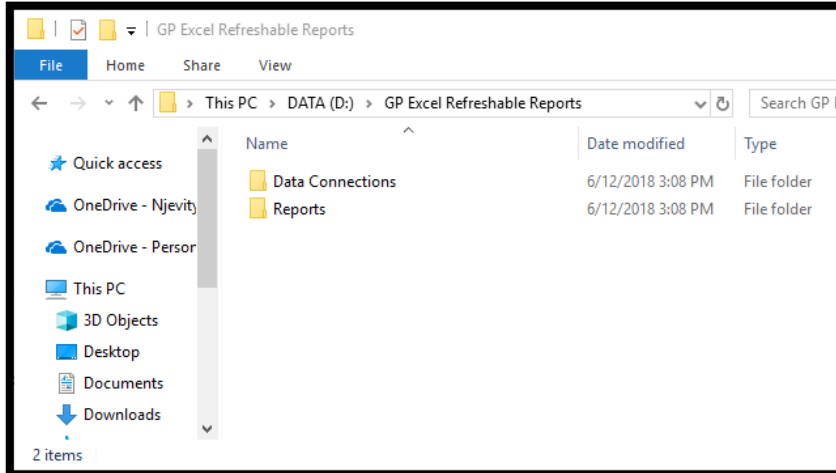 GP Excel Refreshable Reports
File Home Share View
This PC > DATA (D:) > GP Excel Refreshable Reports
Search GP
Name Date modified Type
Quick access
Data Connections 6/12/2018 3:08 PM File folder
OneDrive - Njevity
Reports 6/12/2018 3:08 PM File folder
OneDrive - Person
This PC
3D Objects
Desktop
Documents
Downloads
2 items